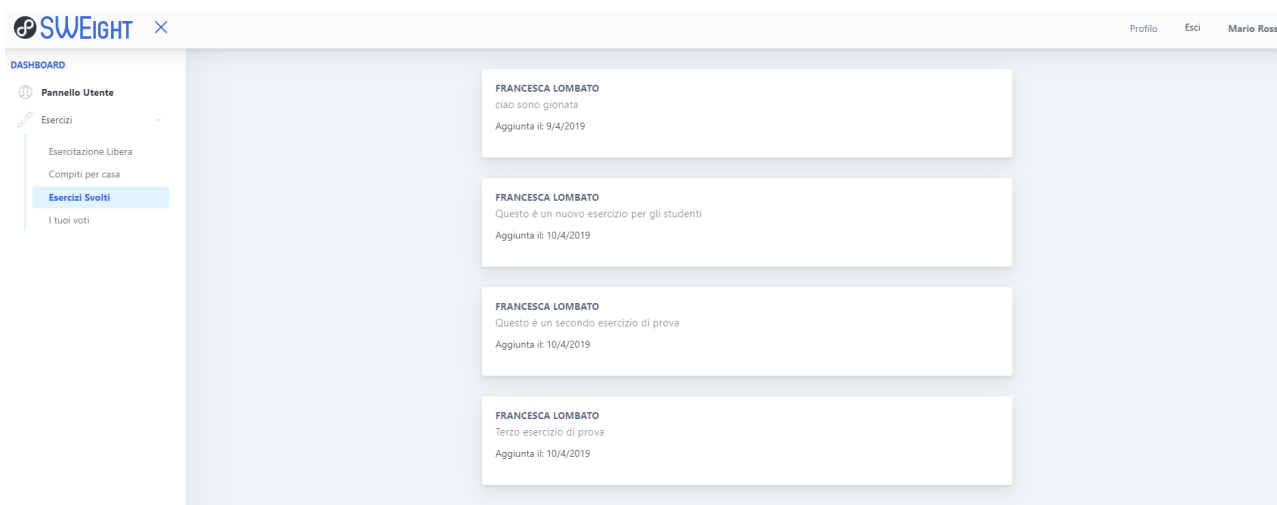 SWEIGHT
Profilo
Esci
Mario Ross
DASHBOARD
Pannello Utente
Esercizi
Esercitazione Libera
Compiti per casa
Esercizi Svolti
I tuoi voti
FRANCESCA LOMBATO
ciao sono gionata
Aggiunta il: 9/4/2019
FRANCESCA LOMBATO
Questo è un nuovo esercizio per gli studenti
Aggiunta il: 10/4/2019
FRANCESCA LOMBATO
Questo è un secondo esercizio di prova
Aggiunta il: 10/4/2019
FRANCESCA LOMBATO
Terzo esercizio di prova
Aggiunta il: 10/4/2019